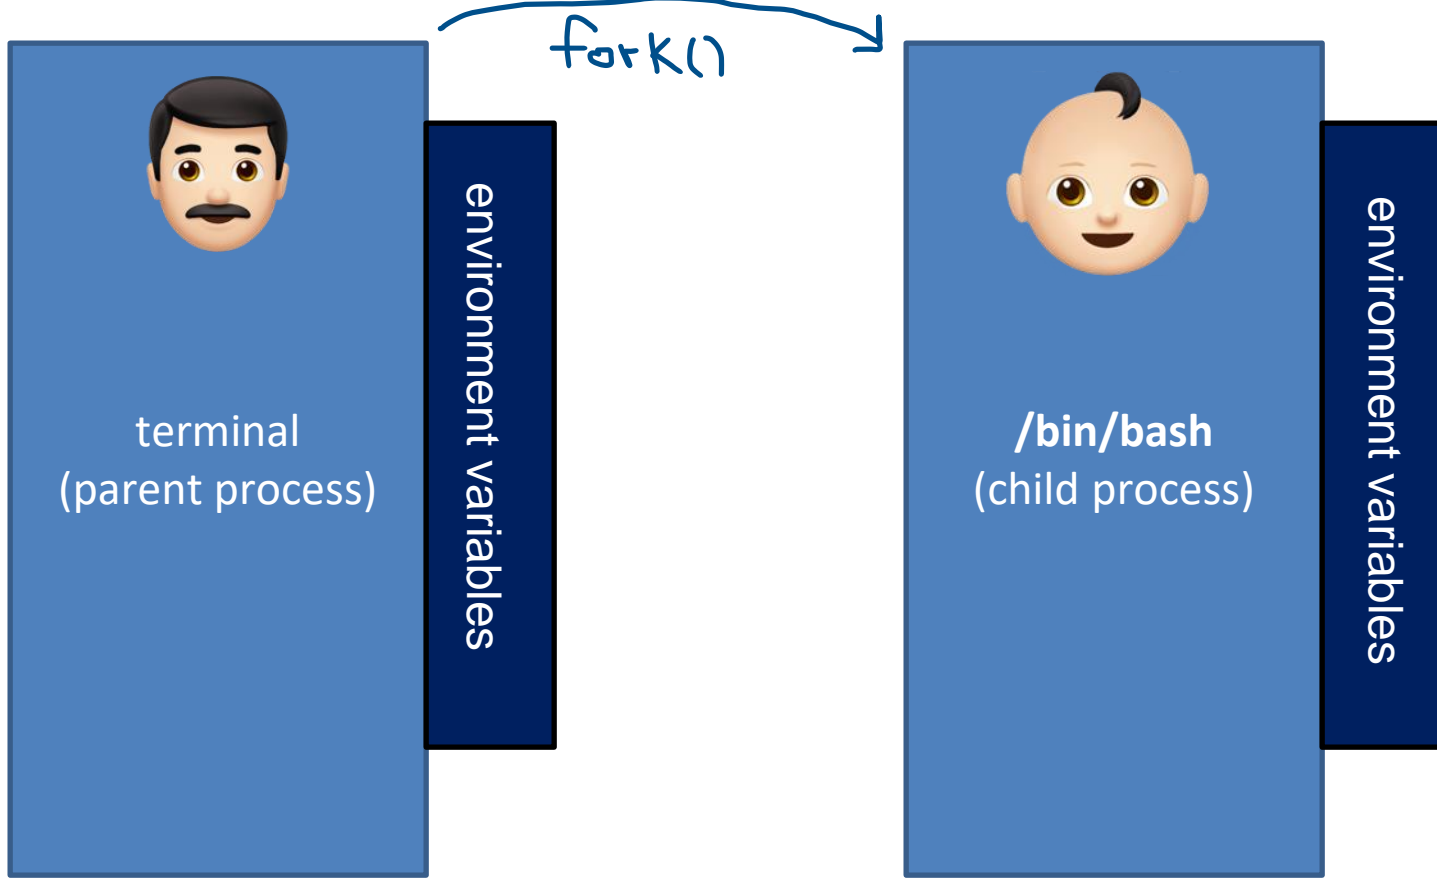 fork()
terminal
(parent process)
environment variables
/bin/bash
(child process)
environment variables